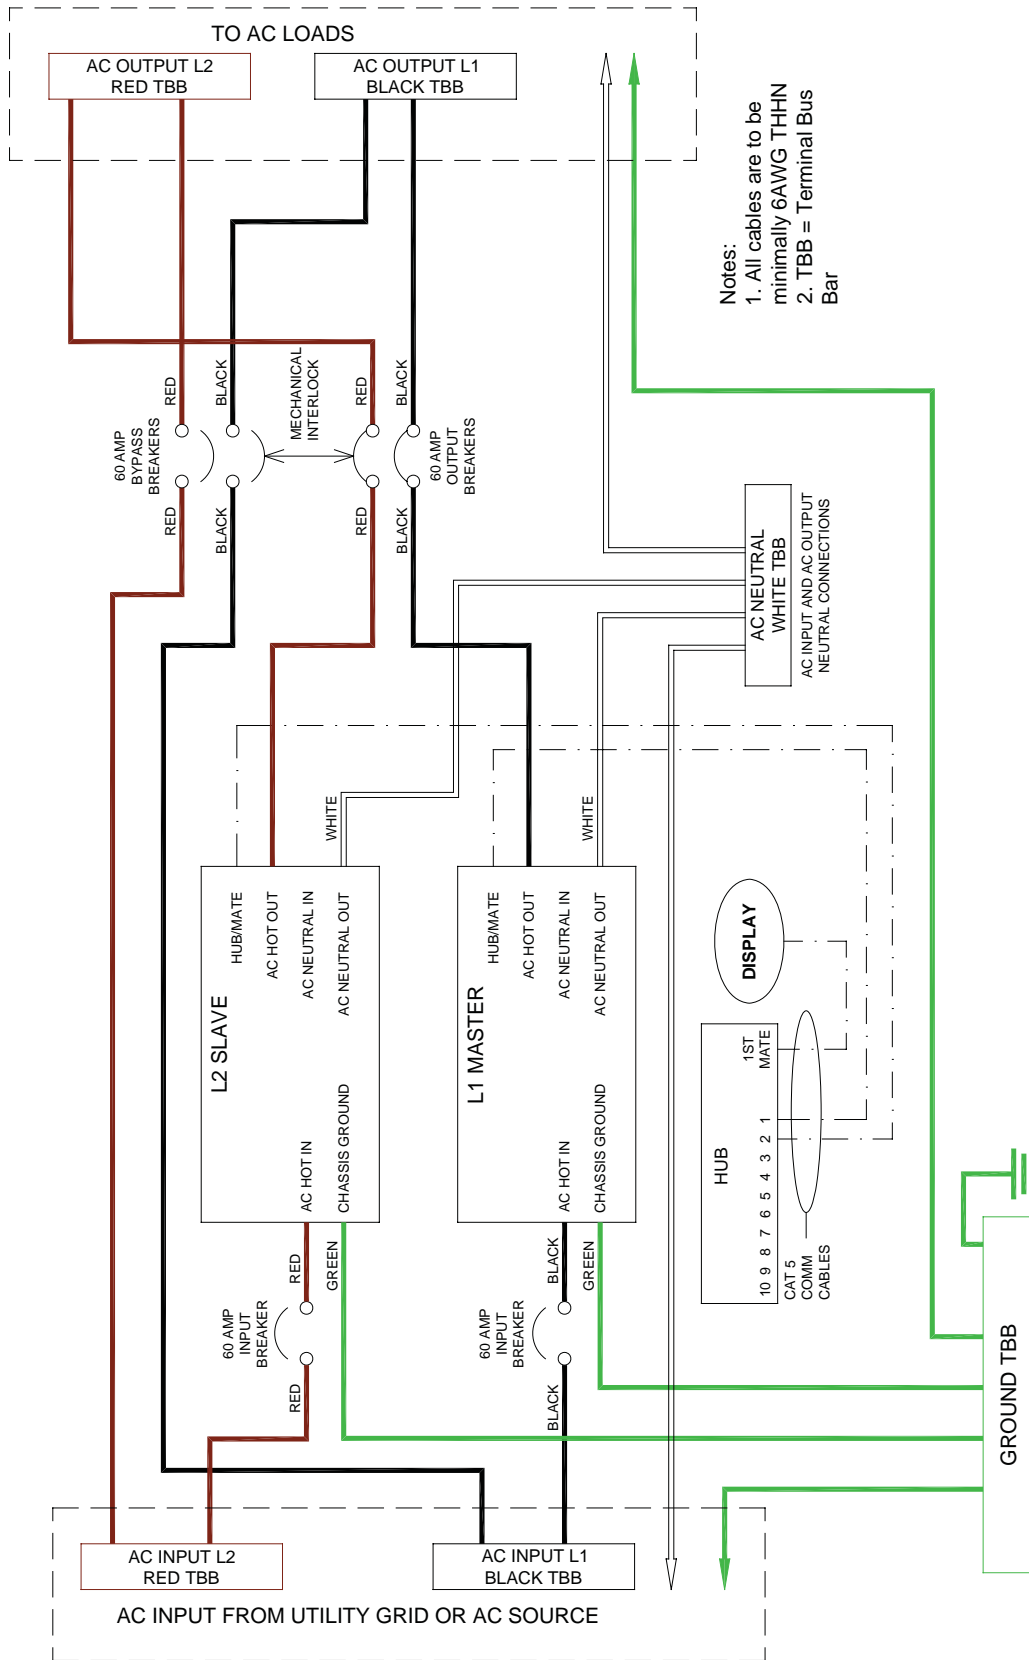 TO AC LOADS
AC OUTPUT L2
RED TBB
AC OUTPUT L1
BLACK TBB
Notes:
1. All cables are to be
minimally 6AWG THHN
2. TBB = Terminal Bus
Bar
RED
BLACK
MECHANICAL
INTERLOCK
RED
BLACK
60 AMP
BYPASS
BREAKERS
60 AMP
OUTPUT
BREAKERS
RED
BLACK
RED
BLACK
AC NEUTRAL
WHITE TBB
AC INPUT AND AC OUTPUT
NEUTRAL CONNECTIONS
WHITE
WHITE
L2 SLAVE
HUB/MATE
AC HOT OUT
AC NEUTRAL IN
AC NEUTRAL OUT
AC HOT IN
CHASSIS GROUND
L1 MASTER
HUB/MATE
AC HOT OUT
AC NEUTRAL IN
AC NEUTRAL OUT
AC HOT IN
CHASSIS GROUND
DISPLAY
HUB
1ST
MATE
10 9 8 7 6 5 4 3 2 1
CAT 5
COMM
CABLES
RED
GREEN
60 AMP
INPUT
BREAKER
RED
BLACK
GREEN
60 AMP
INPUT
BREAKER
BLACK
GROUND TBB
AC INPUT L2
RED TBB
AC INPUT L1
BLACK TBB
AC INPUT FROM UTILITY GRID OR AC SOURCE